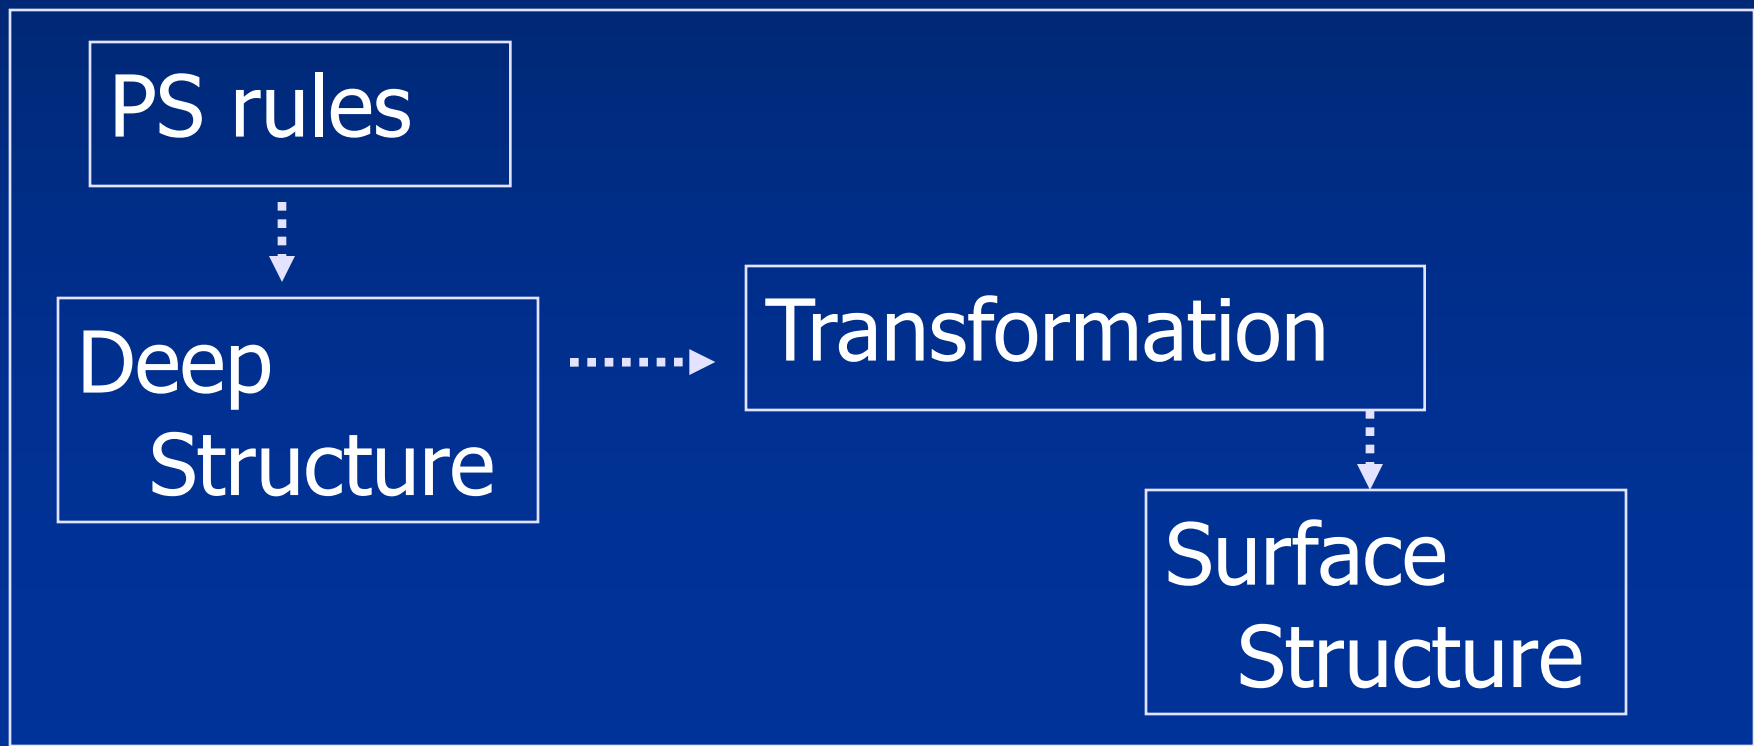 PS rules
Deep
Structure
Transformation
Surface
Structure